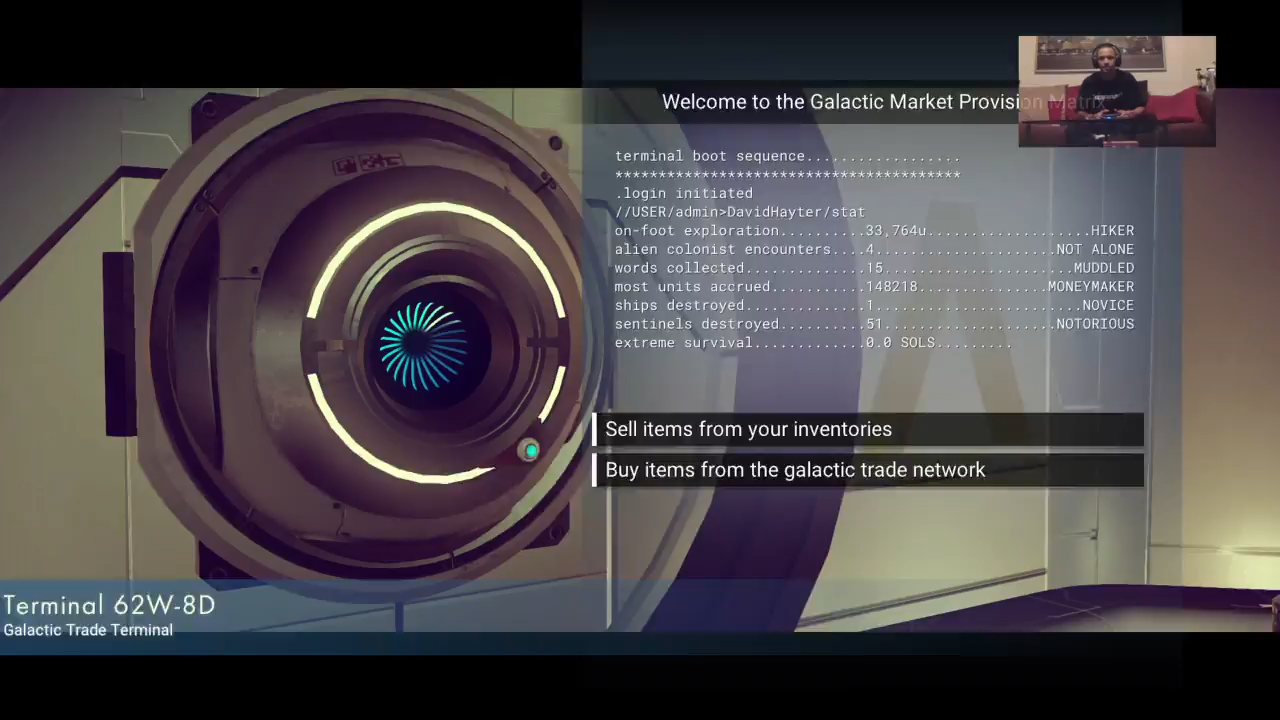 Welcome to the Galactic Market Provision Matrix
terminal boot sequence..................
****************************************
.login initiated
//USER/admin>DavidHayter/stat
on-foot exploration..........33,764u...................HIKER
alien colonist encounters....4.....................NOT ALONE
words collected..............15......................MUDDLED
most units accrued...........148218...............MONEYMAKER
ships destroyed..............1........................NOVICE
sentinels destroyed..........51....................NOTORIOUS
extreme survival.............0.0 SOLS.........
Sell items from your inventories
Buy items from the galactic trade network
Terminal 62W-8D
Galactic Trade Terminal